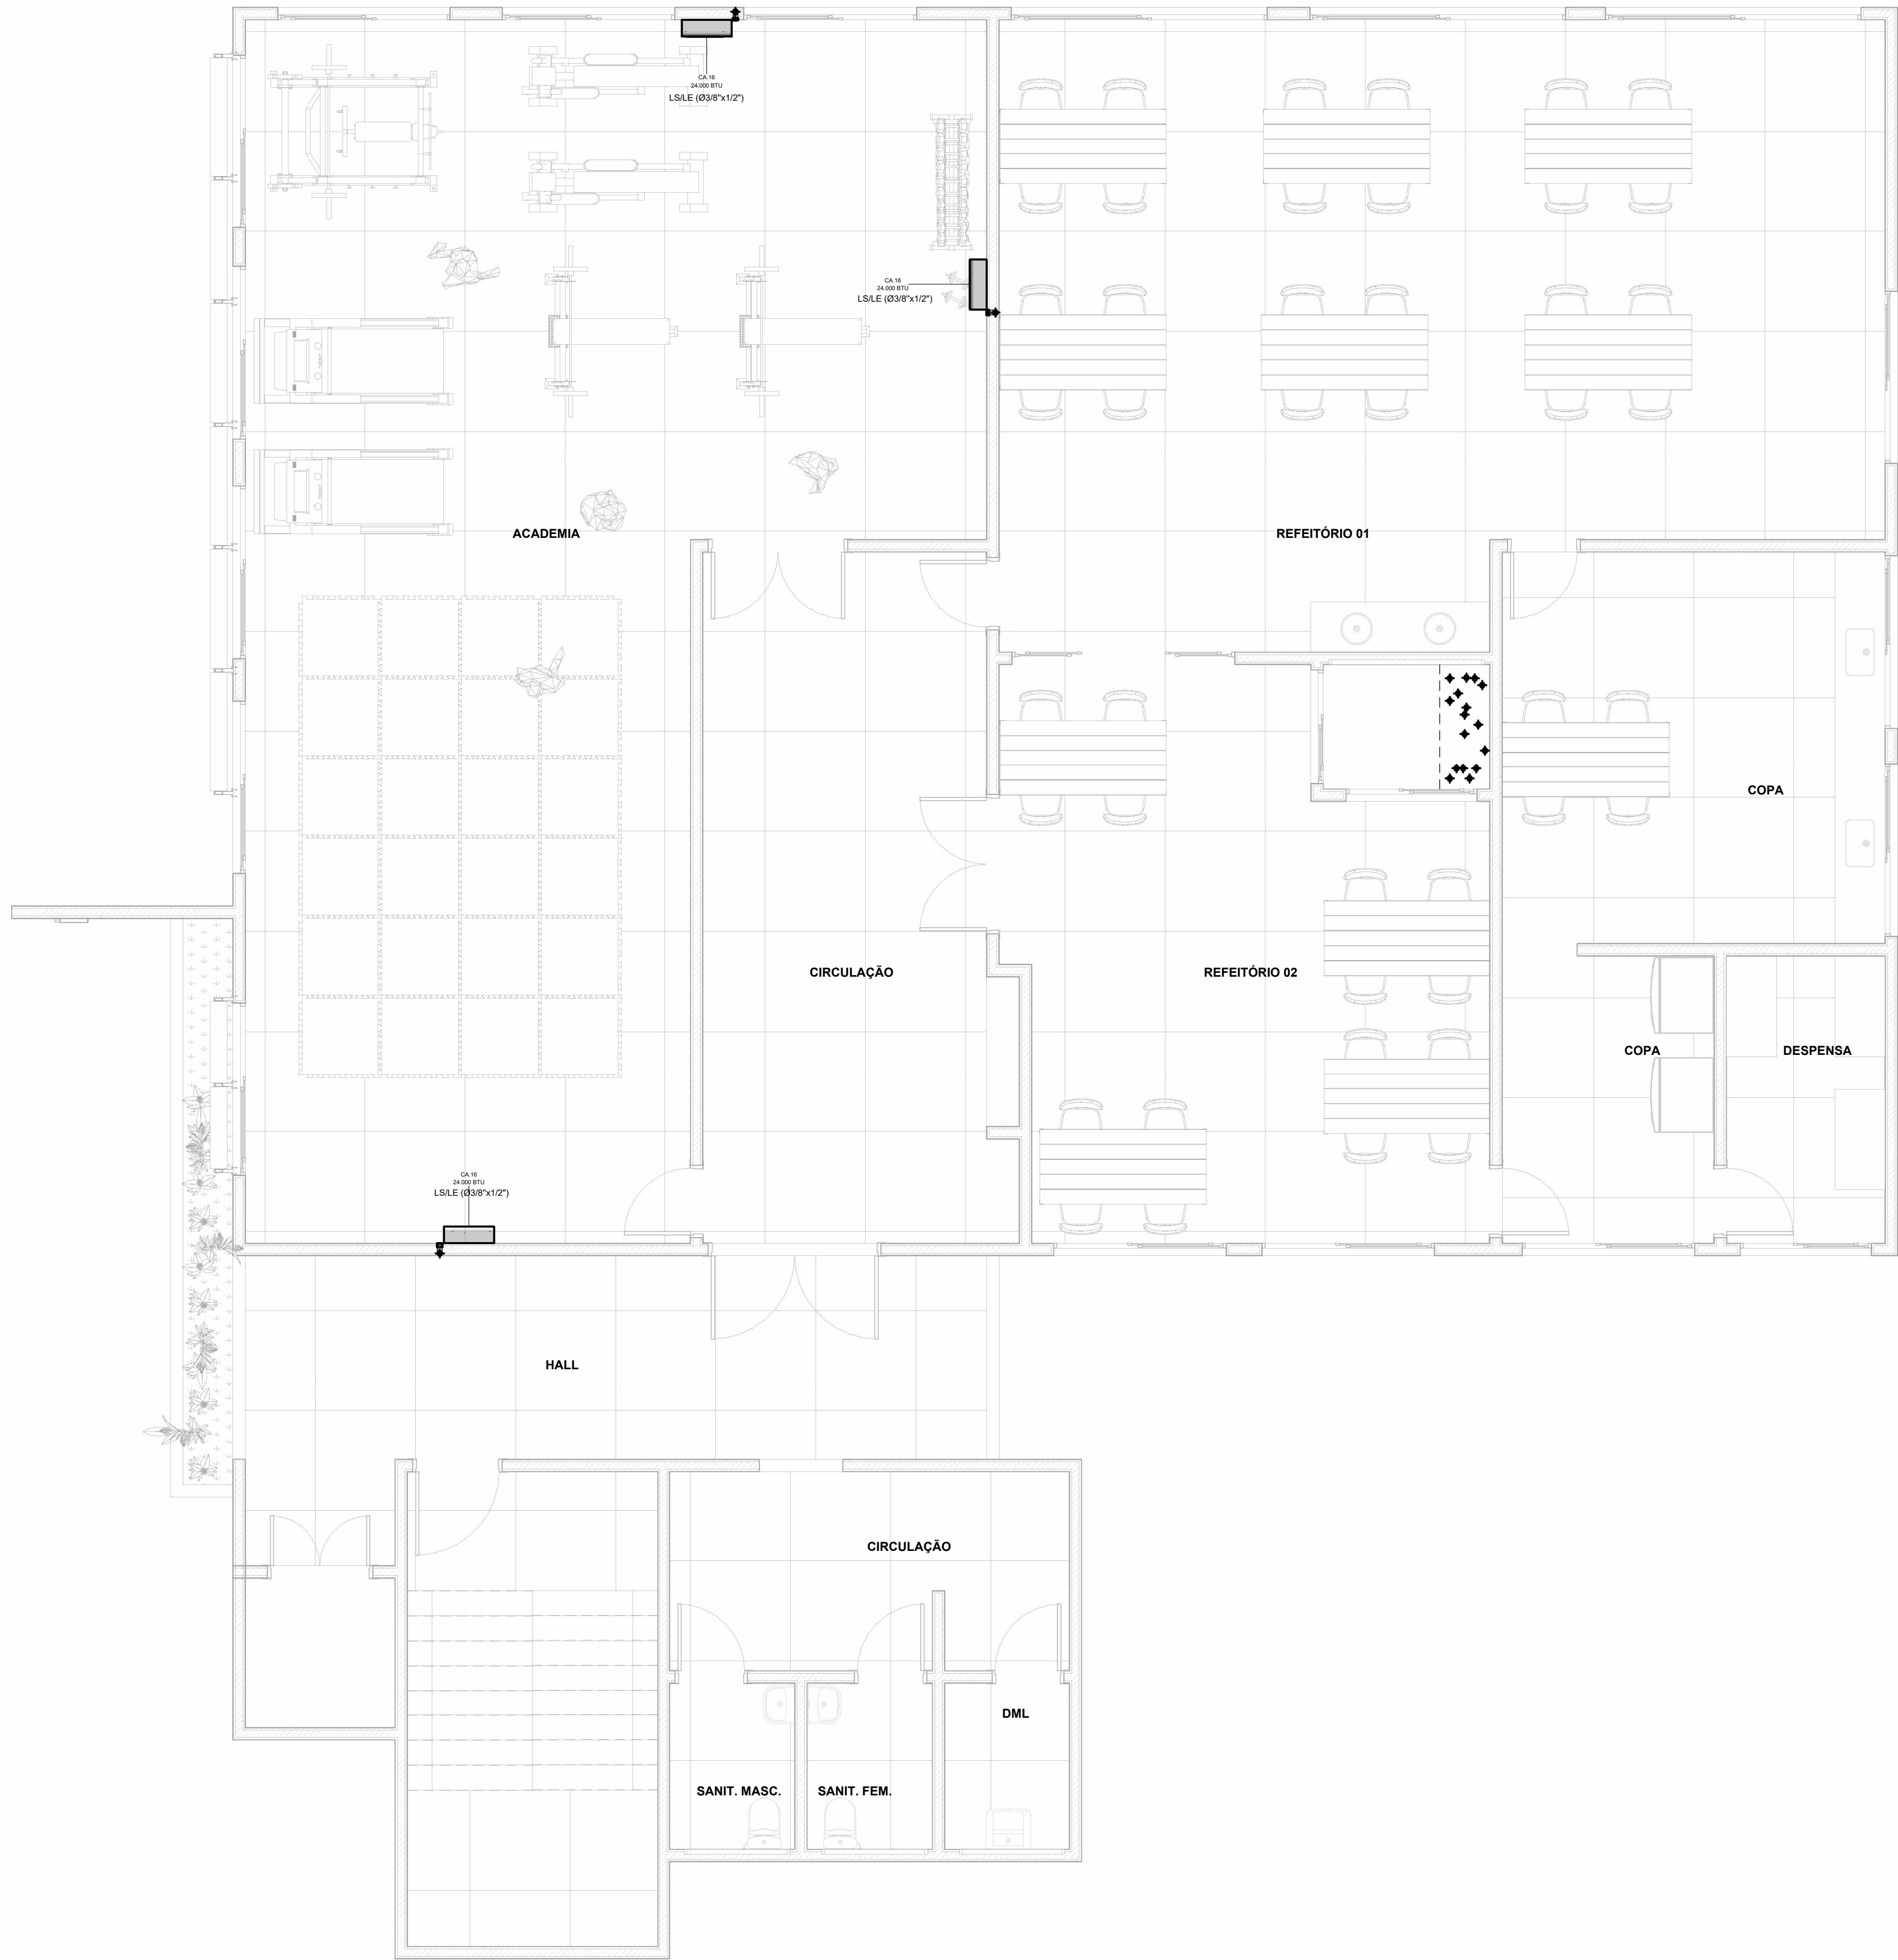 CA.16
24.000 BTU
LS/LE (Ø3/8"x1/2")
CA.16
24.000 BTU
LS/LE (Ø3/8"x1/2")
ACADEMIA
REFEITÓRIO 01
COPA
CIRCULAÇÃO
REFEITÓRIO 02
COPA
DESPENSA
CA.16
24.000 BTU
LS/LE (Ø3/8"x1/2")
HALL
CIRCULAÇÃO
DML
SANIT. MASC.
SANIT. FEM.